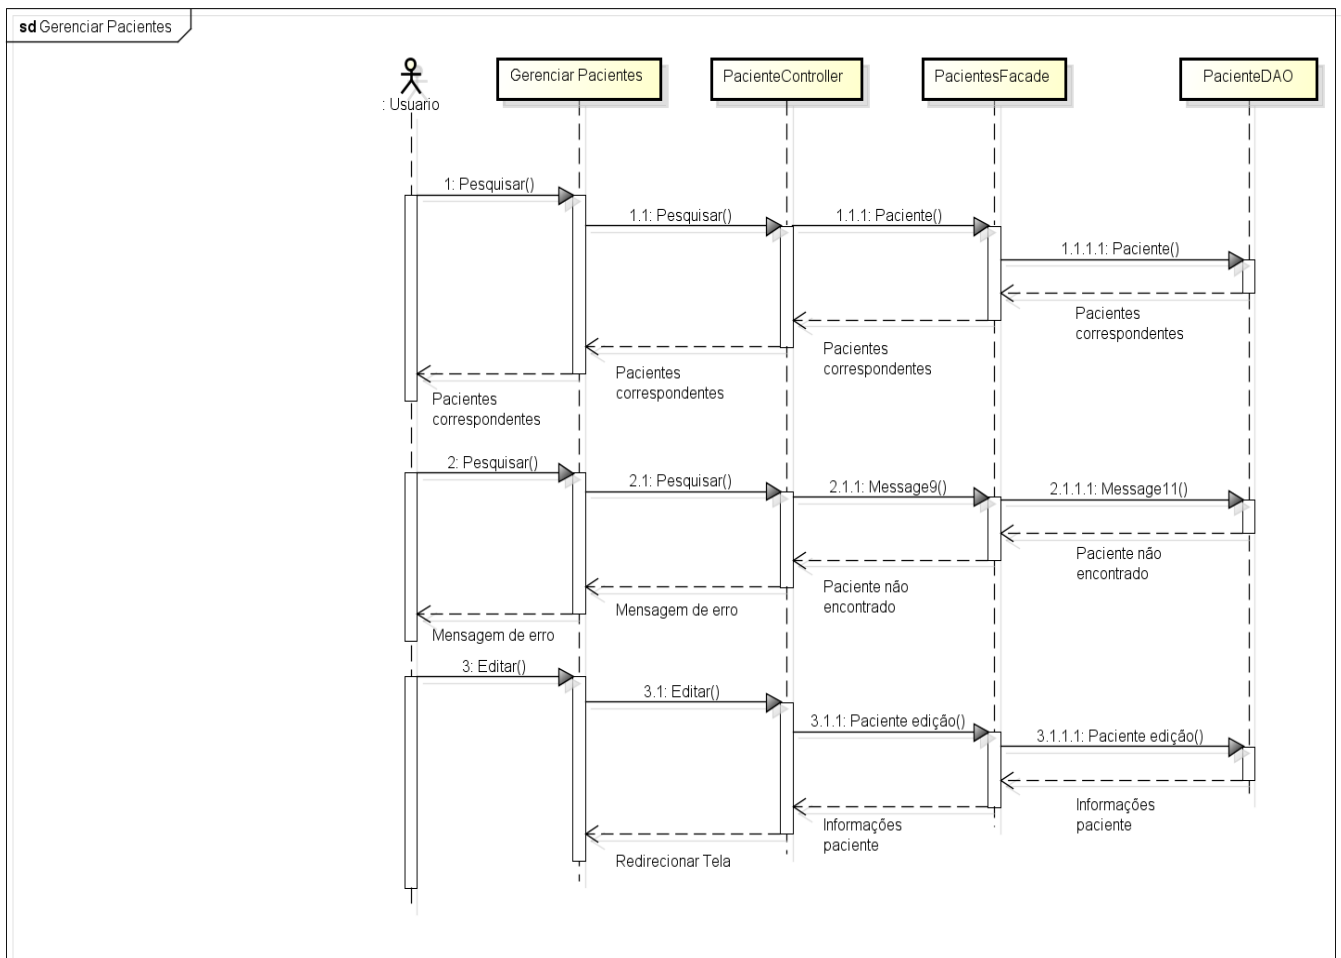 sd Gerenciar Pacientes
: Usuario
Gerenciar Pacientes
PacienteController
PacientesFacade
PacienteDAO
1: Pesquisar()
1.1: Pesquisar()
1.1.1: Paciente()
1.1.1.1: Paciente()
Pacientes
correspondentes
Pacientes
correspondentes
Pacientes
correspondentes
Pacientes
correspondentes
2: Pesquisar()
2.1: Pesquisar()
2.1.1: Message9()
2.1.1.1: Message11()
Paciente não
encontrado
Paciente não
encontrado
Mensagem de erro
Mensagem de erro
3: Editar()
3.1: Editar()
3.1.1: Paciente edição()
3.1.1.1: Paciente edição()
Informações
paciente
Informações
paciente
Redirecionar Tela